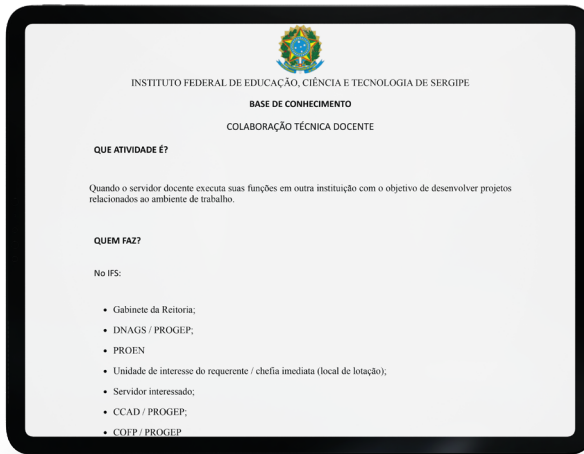 INSTITUTO FEDERAL DE EDUCAÇÃO, CIÊNCIA E TECNOLOGIA DE SERGIPE
BASE DE CONHECIMENTO
COLABORAÇÃO TÉCNICA DOCENTE
QUE ATIVIDADE É?
Quando o servidor docente executa suas funções em outra instituição com o objetivo de desenvolver projetos
relacionados ao ambiente de trabalho.
QUEM FAZ?
No IFS:
• Gabinete da Reitoria;
• DNAGS / PROGEP;
• PROEN
• Unidade de interesse do requerente / chefia imediata (local de lotação);
• Servidor interessado;
• CCAD / PROGEP;
• COFP / PROGEP